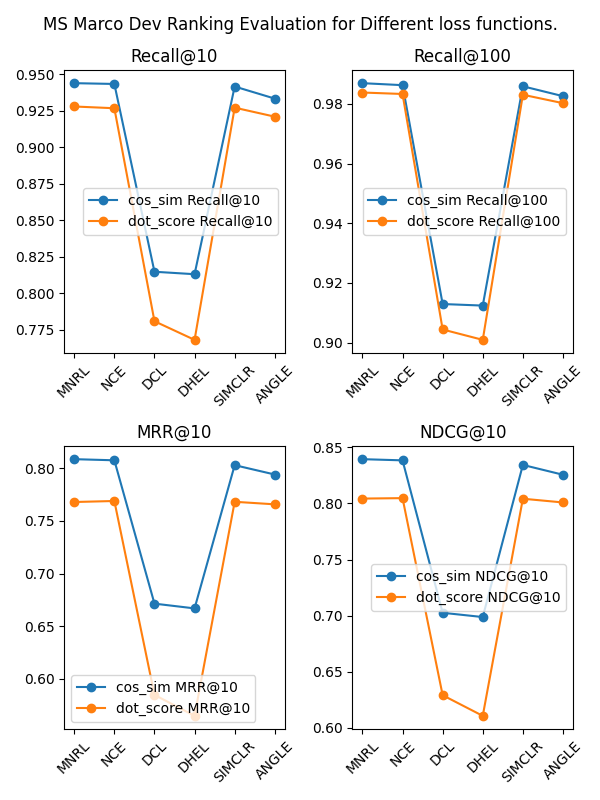 MS Marco Dev Ranking Evaluation for Different loss functions.
Recall@10
0.950
0.925
0.900
0.875
0.850
0.825
0.800
0.775
cos_sim Recall@10
dot_score Recall@10
MNRL
NCE
DCL
DHEL
SIMCLR
ANGLE
Recall@100
0.98
0.96
0.94
0.92
0.90
cos_sim Recall@100
dot_score Recall@100
MNRL
NCE
DCL
DHEL
SIMCLR
ANGLE
MRR@10
0.80
0.75
0.70
0.65
0.60
cos_sim MRR@10
dot_score MRR@10
MNRL
NCE
DCL
DHEL
SIMCLR
ANGLE
NDCG@10
0.85
0.80
0.75
0.70
0.65
0.60
cos_sim NDCG@10
dot_score NDCG@10
MNRL
NCE
DCL
DHEL
SIMCLR
ANGLE